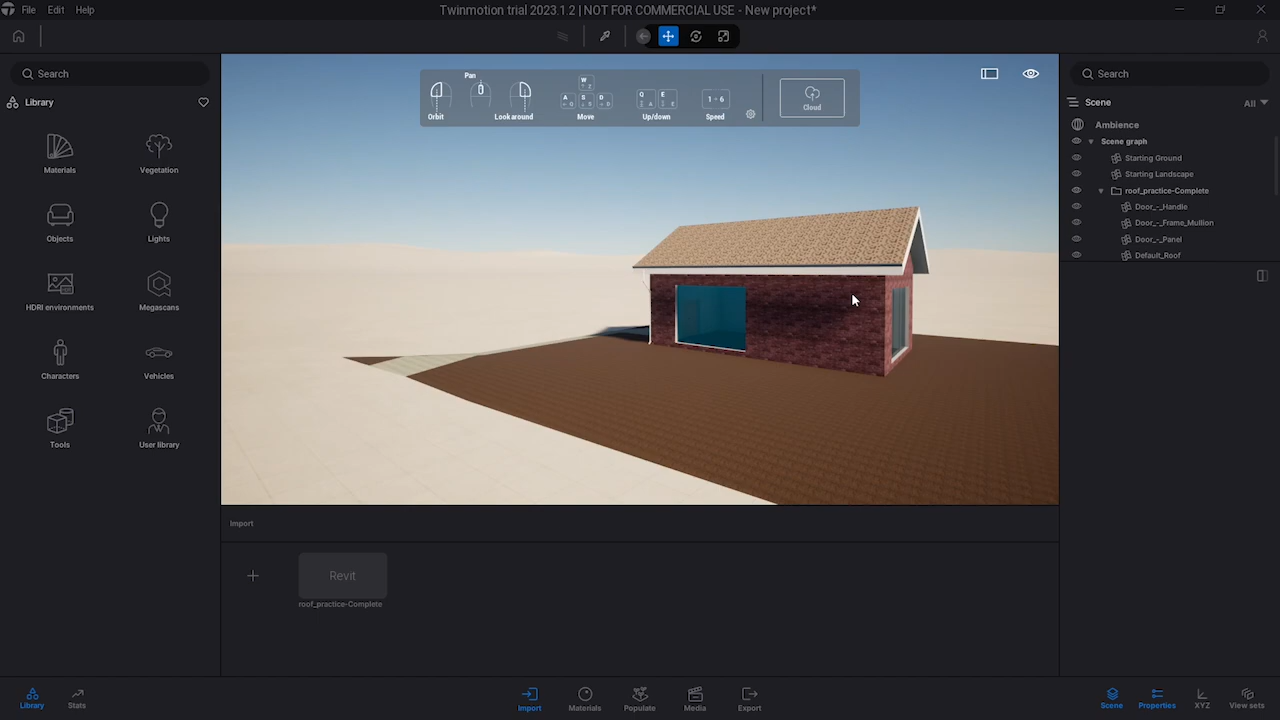 Twinmotion trial 2023.1.2 | NOT FOR COMMERCIAL USE - New project*
File Edit Help
Search
Library
Materials
Vegetation
Objects
Lights
HDRI environments
Megascans
Characters
Vehicles
Tools
User library
Pan
Orbit
Look around
W
A S D
Move
Q E
Up/down
1 ÷ 6
Speed
Cloud
Search
Scene
All
Ambience
Scene graph
Starting Ground
Starting Landscape
roof_practice-Complete
Door_-_Handle
Door_-_Frame_Mullion
Door_-_Panel
Default_Roof
Import
Revit
roof_practice-Complete
Library
Stats
Import
Materials
Populate
Media
Export
Scene
Properties
XYZ
View sets